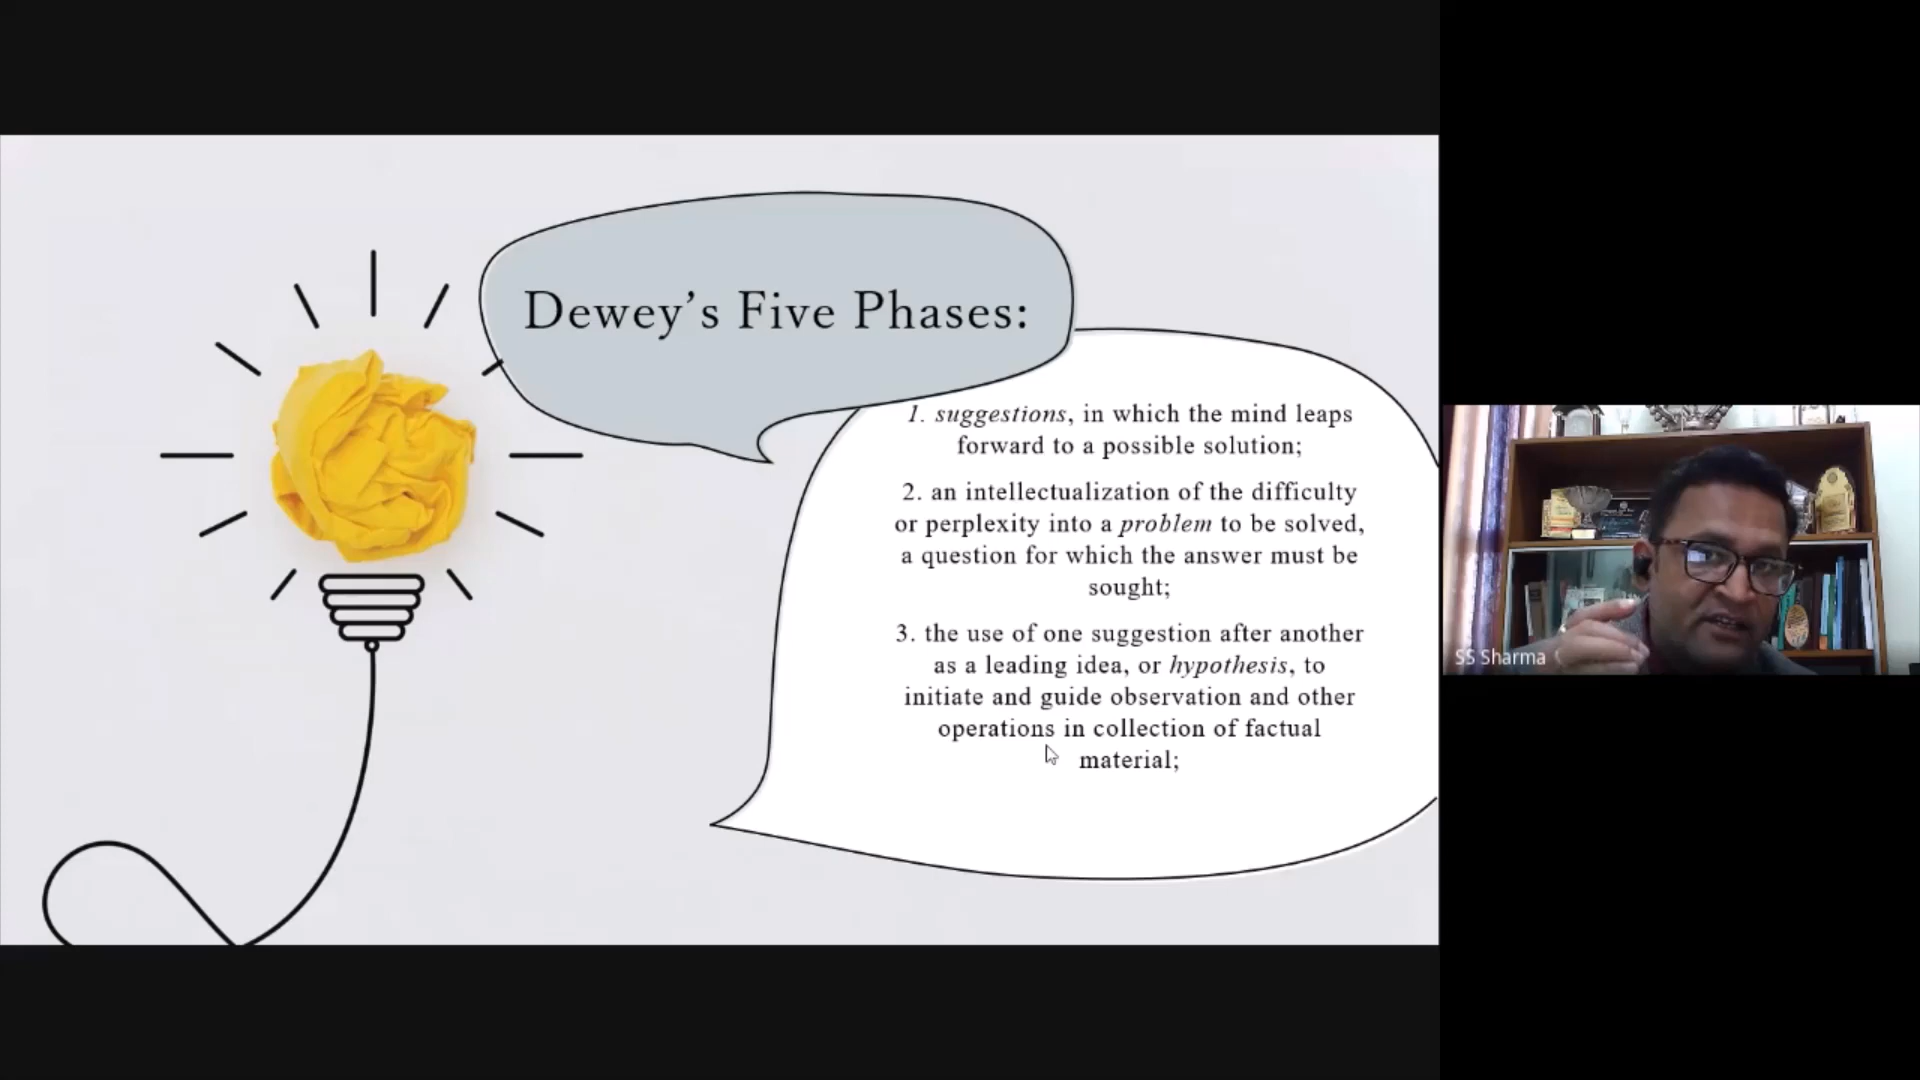 Dewey’s Five Phases:
1. suggestions, in which the mind leaps
forward to a possible solution;
2. an intellectualization of the difficulty
or perplexity into a problem to be solved,
a question for which the answer must be
sought;
3. the use of one suggestion after another
as a leading idea, or hypothesis, to
initiate and guide observation and other
operations in collection of factual
material;
SS Sharma